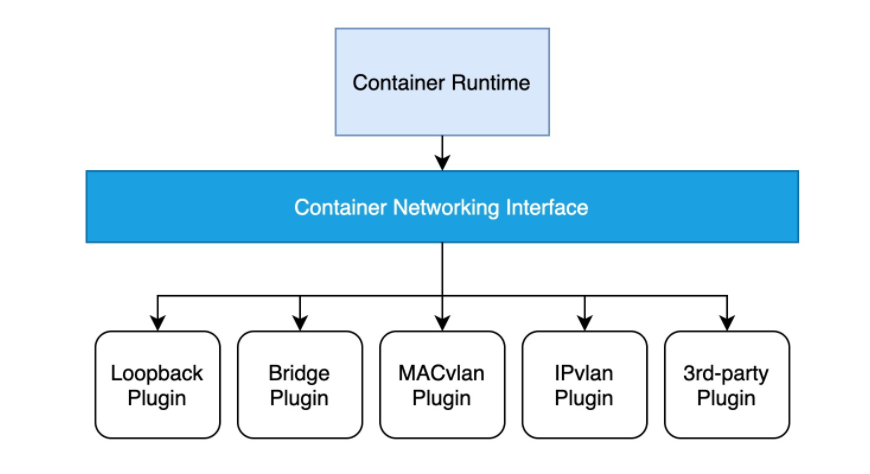 Container Runtime
Container Networking Interface
Loopback
Plugin
Bridge
Plugin
MACvlan
Plugin
IPvlan
Plugin
3rd-party
Plugin